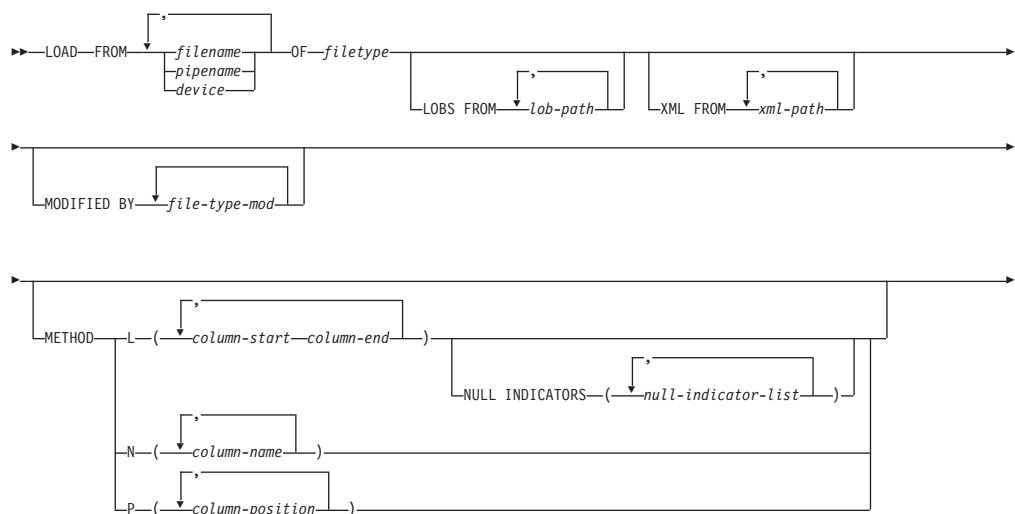 ,
LOAD FROM filename OF filetype
pipename
device
, ,
LOBS FROM lob-path XML FROM xml-path
MODIFIED BY file-type-mod
,
METHOD L ( column-start column-end )
,
NULL INDICATORS ( null-indicator-list )
,
N ( column-name )
,
P ( column-position )